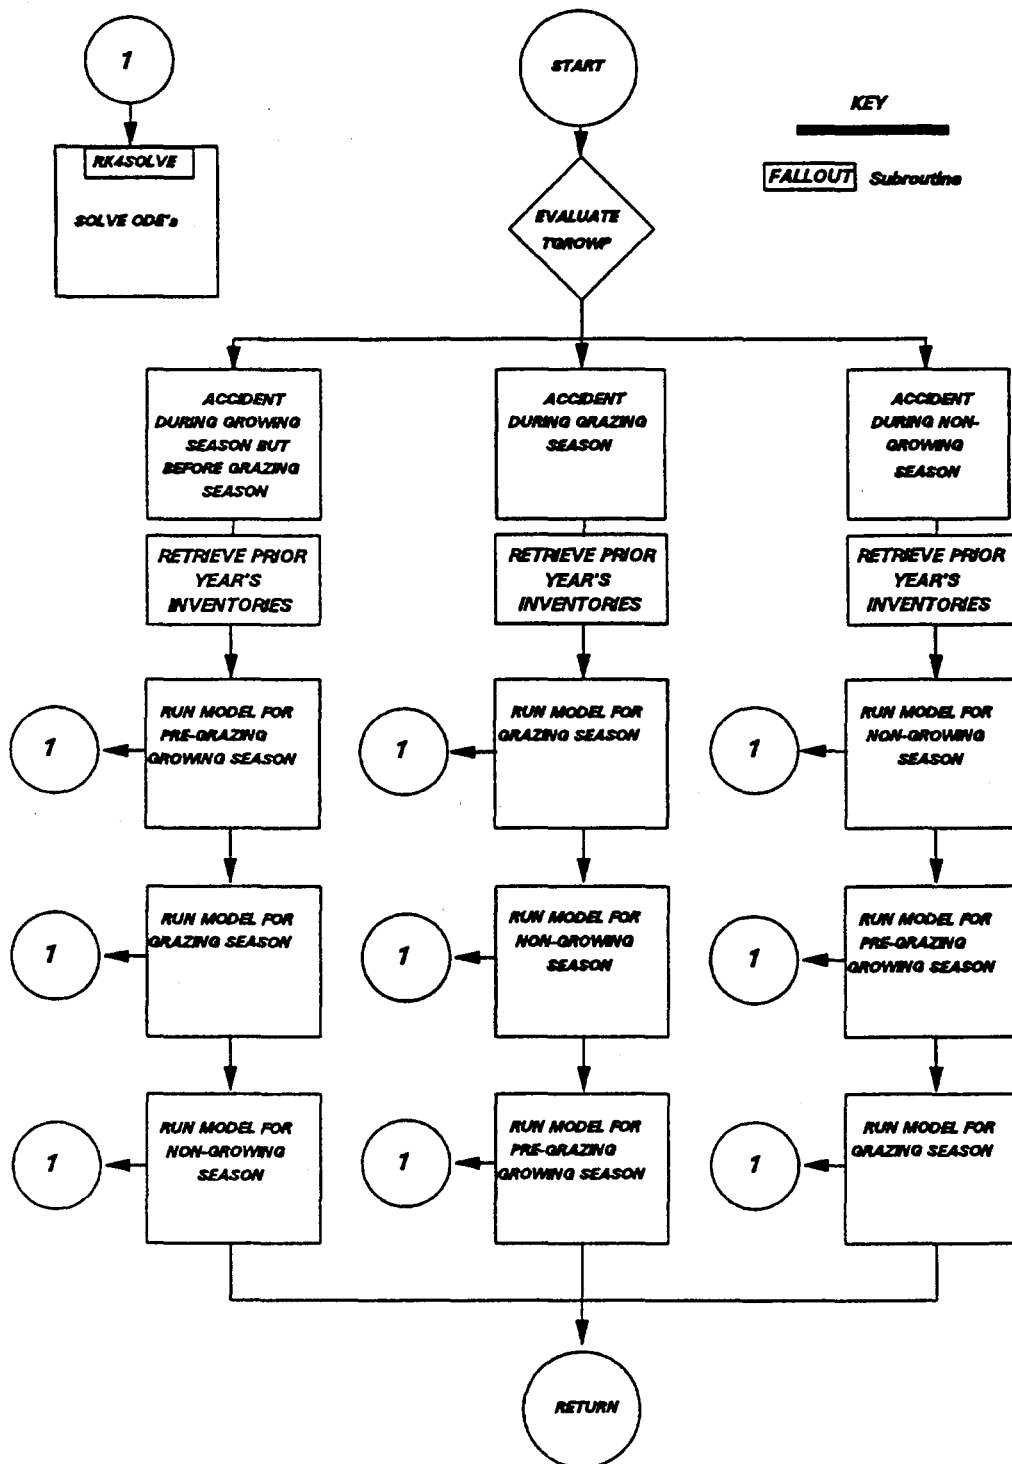 1
START
KEY
RK4SOLVE
SOLVE ODE's
FALLOUT Subroutine
EVALUATE
TGROWP
ACCIDENT
DURING GROWING
SEASON BUT
BEFORE GRAZING
SEASON
ACCIDENT
DURING GRAZING
SEASON
ACCIDENT
DURING NON-
GROWING
SEASON
RETRIEVE PRIOR
YEAR'S
INVENTORIES
RETRIEVE PRIOR
YEAR'S
INVENTORIES
RETRIEVE PRIOR
YEAR'S
INVENTORIES
1
RUN MODEL FOR
PRE-GRAZING
GROWING SEASON
1
RUN MODEL FOR
GRAZING SEASON
1
RUN MODEL FOR
NON-GROWING
SEASON
1
RUN MODEL FOR
GRAZING SEASON
1
RUN MODEL FOR
NON-GROWING
SEASON
1
RUN MODEL FOR
PRE-GRAZING
GROWING SEASON
1
RUN MODEL FOR
NON-GROWING
SEASON
1
RUN MODEL FOR
PRE-GRAZING
GROWING SEASON
1
RUN MODEL FOR
GRAZING SEASON
RETURN